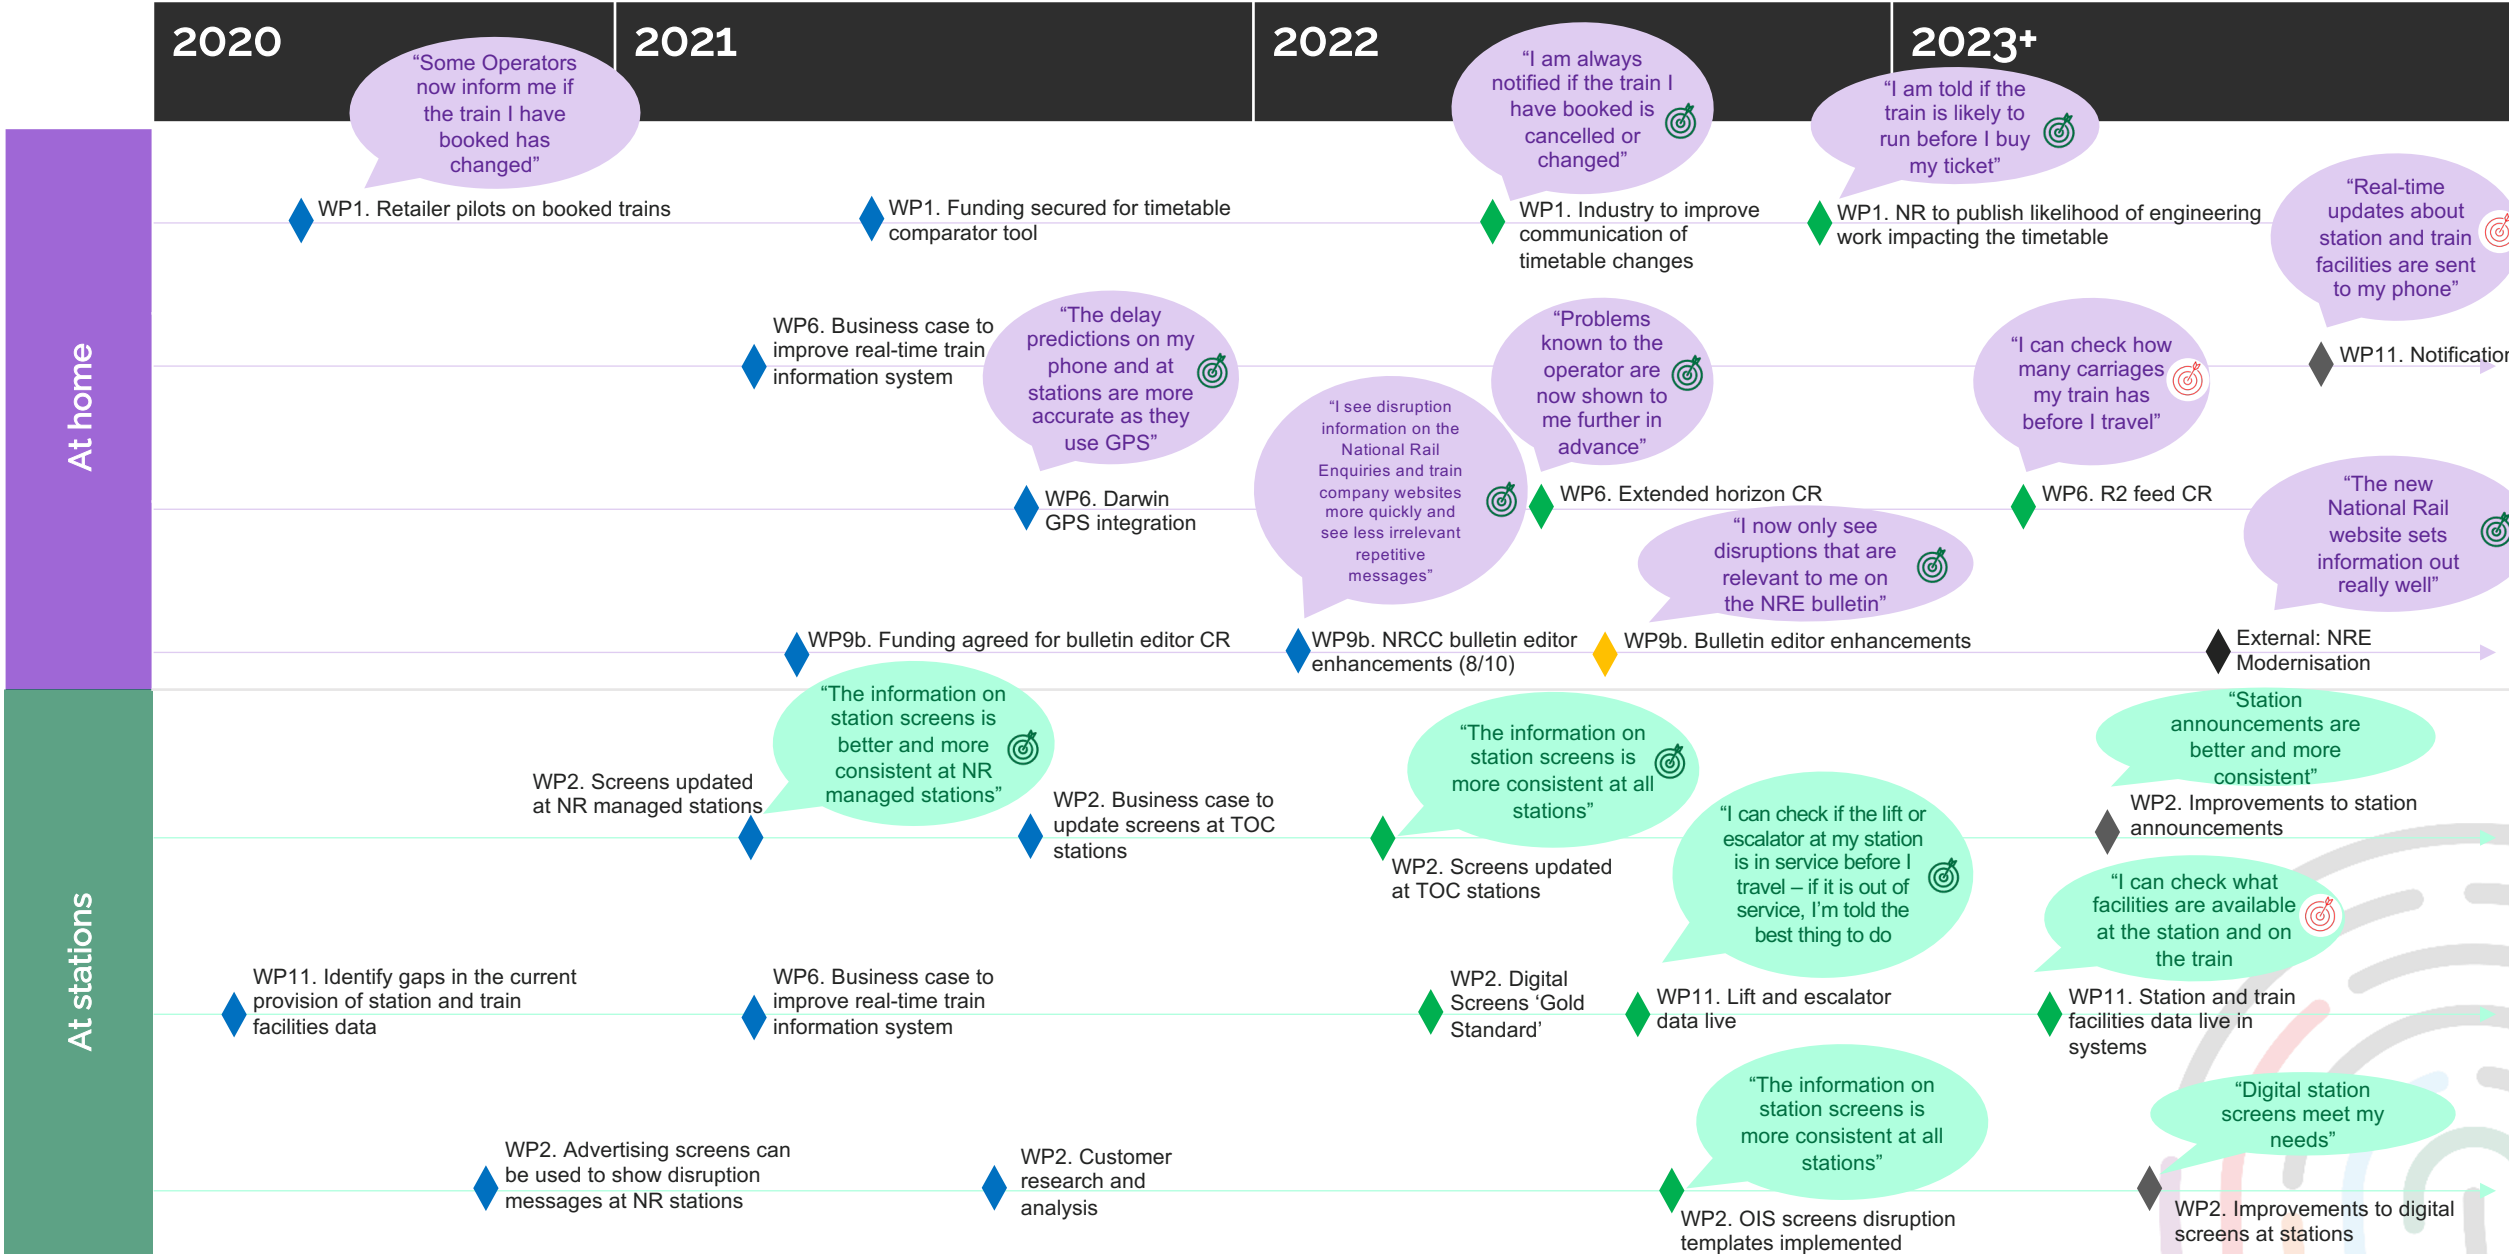 2020
2021
2022
2023+
“Some Operators
now inform me if
the train I have
booked has
changed”
“I am always
notified if the train I
have booked is
cancelled or
changed”
“I am told if the
train is likely to
run before I buy
my ticket”
“Real-time
updates about
station and train
facilities are sent
to my phone”
At home
WP1. Retailer pilots on booked trains
WP1. Funding secured for timetable
comparator tool
WP1. Industry to improve
communication of
timetable changes
WP1. NR to publish likelihood of engineering
work impacting the timetable
WP6. Business case to
improve real-time train
information system
“The delay
predictions on my
phone and at
stations are more
accurate as they
use GPS”
“Problems
known to the
operator are
now shown to
me further in
advance”
“I can check how
many carriages
my train has
before I travel”
WP11. Notification
“I see disruption
information on the
National Rail
Enquiries and train
company websites
more quickly and
see less irrelevant
repetitive
messages”
WP6. Darwin
GPS integration
WP6. Extended horizon CR
WP6. R2 feed CR
“I now only see
disruptions that are
relevant to me on
the NRE bulletin”
“The new
National Rail
website sets
information out
really well”
WP9b. Funding agreed for bulletin editor CR
WP9b. NRCC bulletin editor
enhancements (8/10)
WP9b. Bulletin editor enhancements
External: NRE
Modernisation
At stations
“The information on
station screens is
better and more
consistent at NR
managed stations”
“The information on
station screens is
more consistent at all
stations”
“Station
announcements are
better and more
consistent”
WP2. Screens updated
at NR managed stations
WP2. Business case to
update screens at TOC
stations
WP2. Screens updated
at TOC stations
“I can check if the lift or
escalator at my station
is in service before I
travel – if it is out of
service, I’m told the
best thing to do
WP2. Improvements to station
announcements
“I can check what
facilities are available
at the station and on
the train
WP11. Identify gaps in the current
provision of station and train
facilities data
WP6. Business case to
improve real-time train
information system
WP2. Digital
Screens ‘Gold
Standard’
WP11. Lift and escalator
data live
WP11. Station and train
facilities data live in
systems
“The information on
station screens is
more consistent at all
stations”
“Digital station
screens meet my
needs”
WP2. Advertising screens can
be used to show disruption
messages at NR stations
WP2. Customer
research and
analysis
WP2. OIS screens disruption
templates implemented
WP2. Improvements to digital
screens at stations